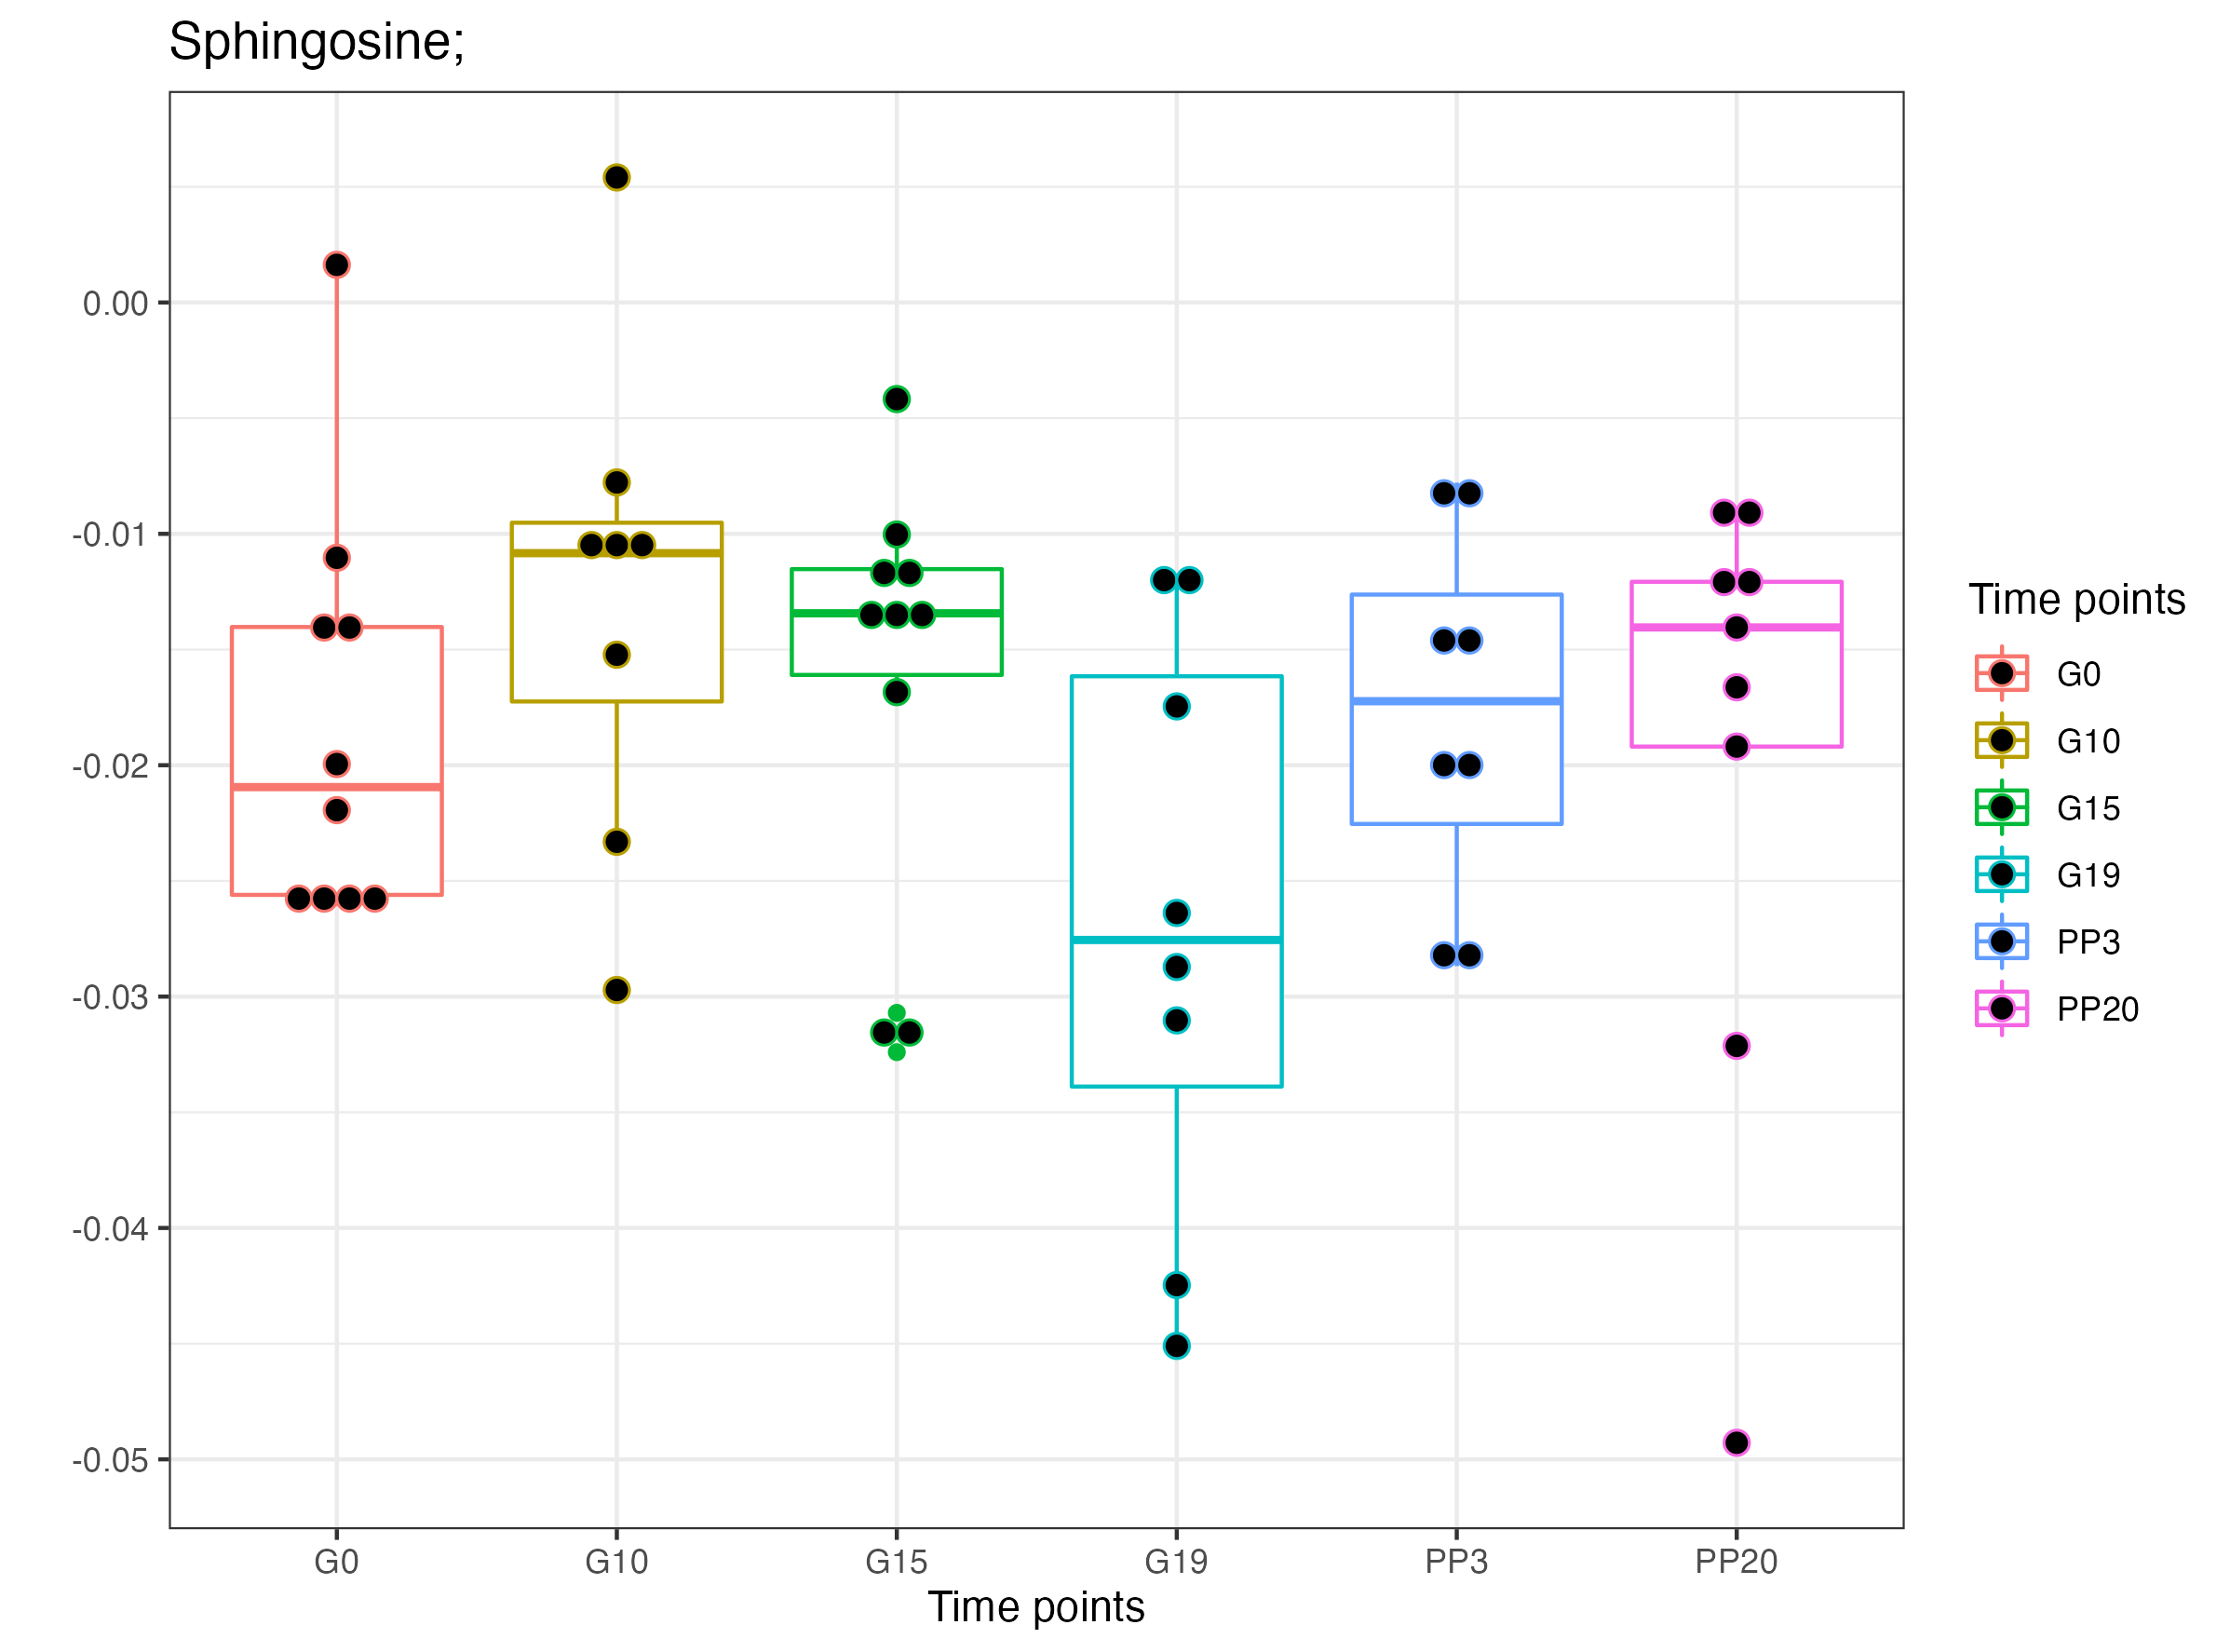 Sphingosine;
0.00
-0.01
-0.02
-0.03
-0.04
-0.05
G0 G10 G15 G19 PP3 PP20
Time points
Time points
G0
G10
G15
G19
PP3
PP20